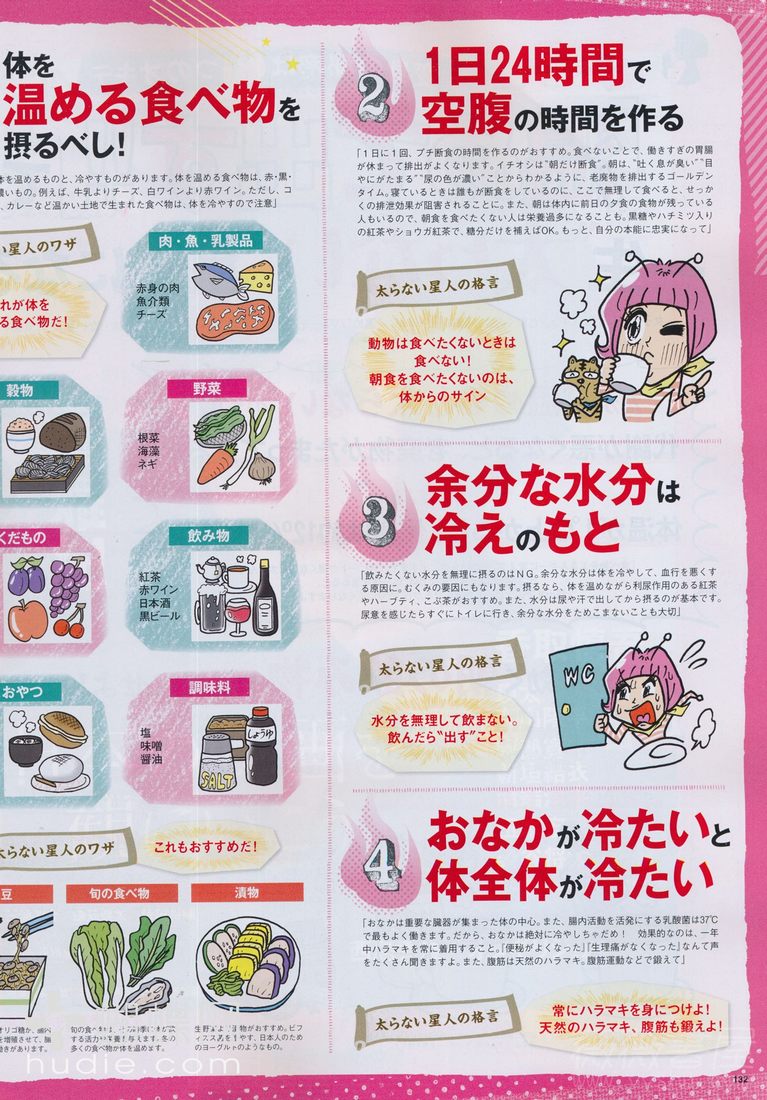 体を
温める食べ物を
摂るべし!
体を温めるものと、冷やすものがあります。体を温める食べ物は、赤・黒・
濃いもの。例えば、牛乳よりチーズ、白ワインより赤ワイン。ただし、コ
、カレーなど温かい土地で生まれた食べ物は、体を冷やすので注意」
い星人のワザ
れが体を
る食べ物だ!
肉・魚・乳製品
赤身の肉
魚介類
チーズ
穀物
野菜
根菜
海藻
ネギ
くだもの
飲み物
紅茶
赤ワイン
日本酒
黒ビール
おやつ
調味料
塩
味噌
醤油
しょうゆ
SALT
太らない星人のワザ
これもおすすめだ!
豆
旬の食べ物
漬物
オリゴ糖が、腸内
を増殖させて、腸
働きがあります。
多くの食べ物が体を温めます。
のヨーグルトのようなもの。
2
1日24時間で
空腹の時間を作る
「1日に1回、プチ断食の時間を作るのがおすすめ。食べないことで、働きすぎの胃腸
が休まって排出がよくなります。イチオシは“朝だけ断食”。朝は、“吐く息が臭い”“目
やにがたまる”“尿の色が濃い”ことからわかるように、老廃物を排出するゴールデン
タイム。寝ているときは誰もが断食をしているのに、ここで無理して食べると、せっか
くの排泄効果が阻害されることに。また、朝は体内に前日の夕食の食物が残っている
人もいるので、朝食を食べたくない人は栄養過多になることも。黒糖やハチミツ入り
の紅茶やショウガ紅茶で、糖分だけを補えばOK。もっと、自分の本能に忠実になって」
太らない星人の格言
動物は食べたくないときは
食べない!
朝食を食べたくないのは、
体からのサイン
3
余分な水分は
冷えのもと
「飲みたくない水分を無理に摂るのはNG。余分な水分は体を冷やして、血行を悪くす
る原因に。むくみの要因にもなります。摂るなら、体を温めながら利尿作用のある紅茶
やハーブティ、こぶ茶がおすすめ。また、水分は尿や汗で出してから摂るのが基本です。
尿意を感じたらすぐにトイレに行き、余分な水分をためこまないことも大切」
太らない星人の格言
水分を無理して飲まない。
飲んだら“出す”こと!
WC
4
おなかが冷たいと
体全体が冷たい
「おなかは重要な臓器が集まった体の中心。また、腸内活動を活発にする乳酸菌は37℃
で最もよく働きます。だから、おなかは絶対に冷やしちゃだめ! 効果的なのは、一年
中ハラマキを常に着用すること。『便秘がよくなった』『生理痛がなくなった』なんて声
をたくさん聞きますよ。また、腹筋は天然のハラマキ。腹筋運動などで鍛えて」
太らない星人の格言
常にハラマキを身につけよ!
天然のハラマキ、腹筋も鍛えよ!
132
nudie.com